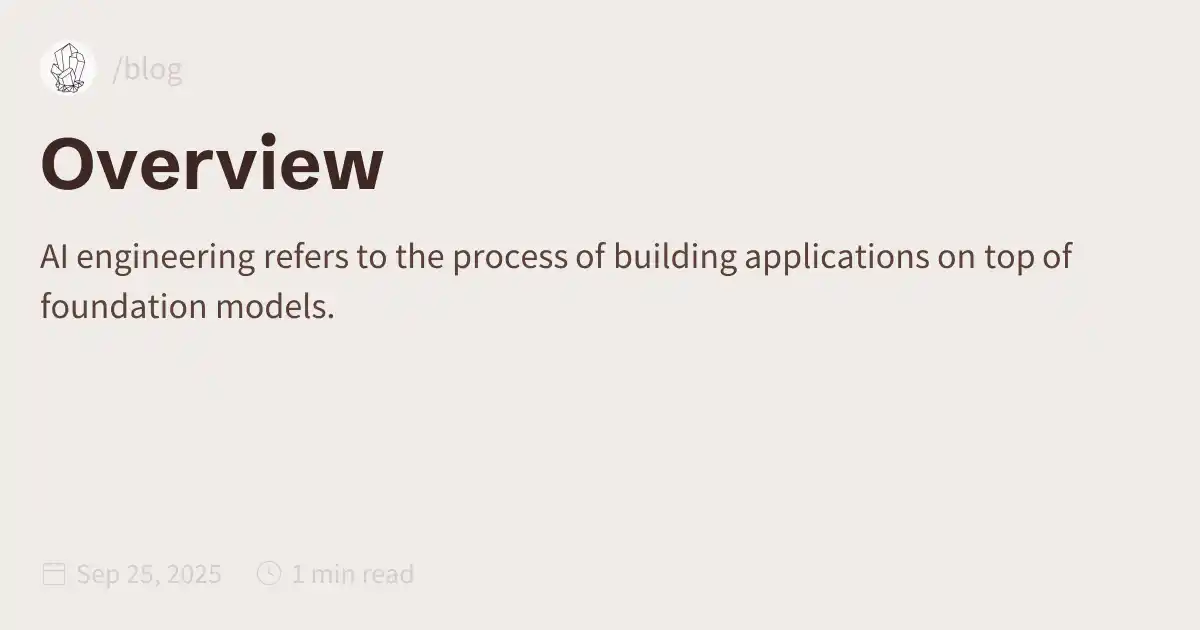 /blog
Overview
AI engineering refers to the process of building applications on top of
foundation models.
Sep 25, 2025 1 min read